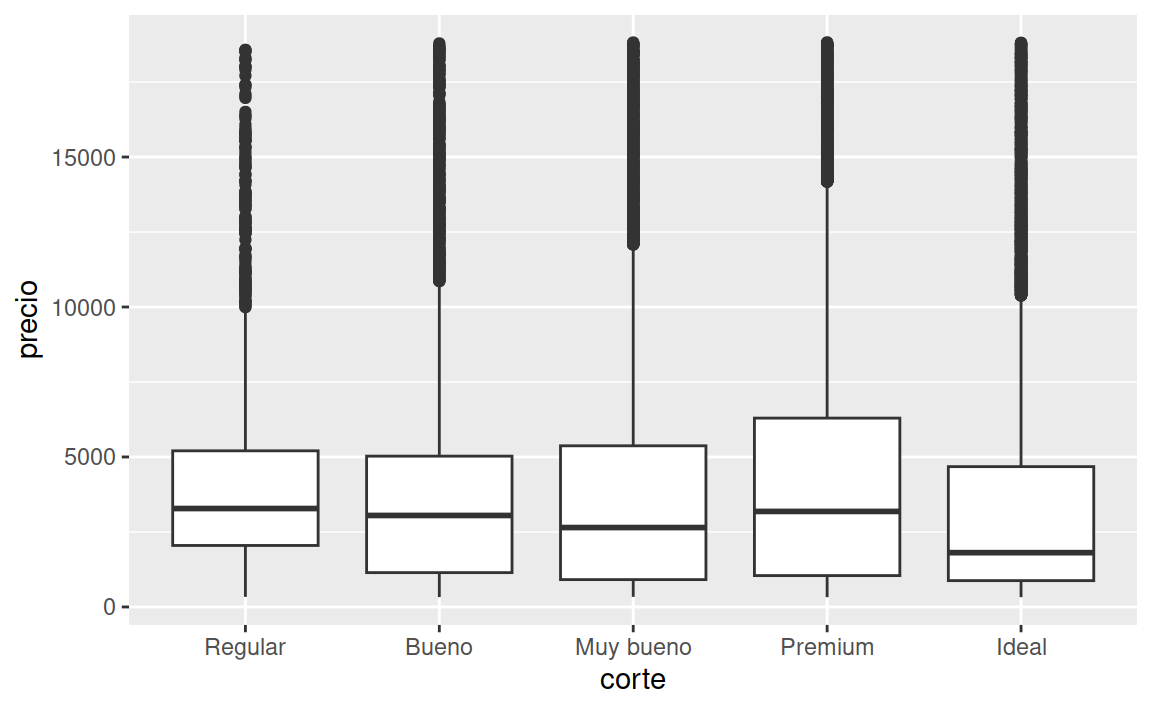 precio
15000
10000
5000
0
Regular
Bueno
Muy bueno
Premium
Ideal
corte